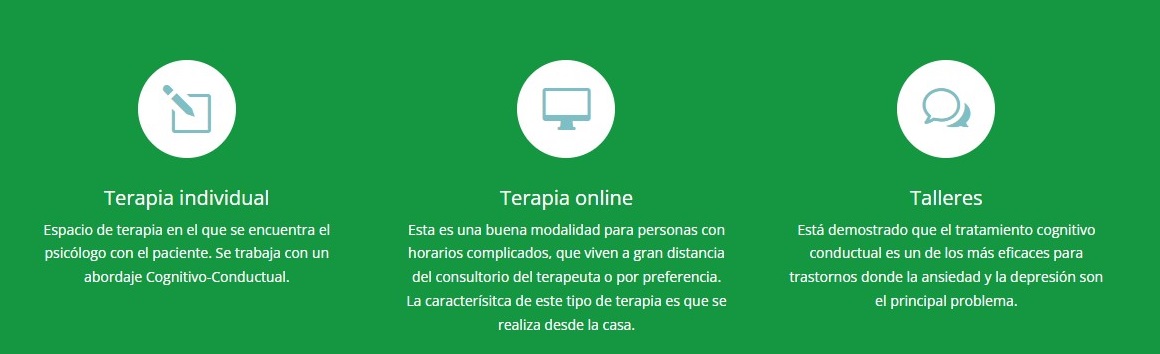 Terapia individual
Espacio de terapia en el que se encuentra el
psicólogo con el paciente. Se trabaja con un
abordaje Cognitivo-Conductual.
Terapia online
Esta es una buena modalidad para personas con
horarios complicados, que viven a gran distancia
del consultorio del terapeuta o por preferencia.
La caracterísitca de este tipo de terapia es que se
realiza desde la casa.
Talleres
Está demostrado que el tratamiento cognitivo
conductual es un de los más eficaces para
trastornos donde la ansiedad y la depresión son
el principal problema.